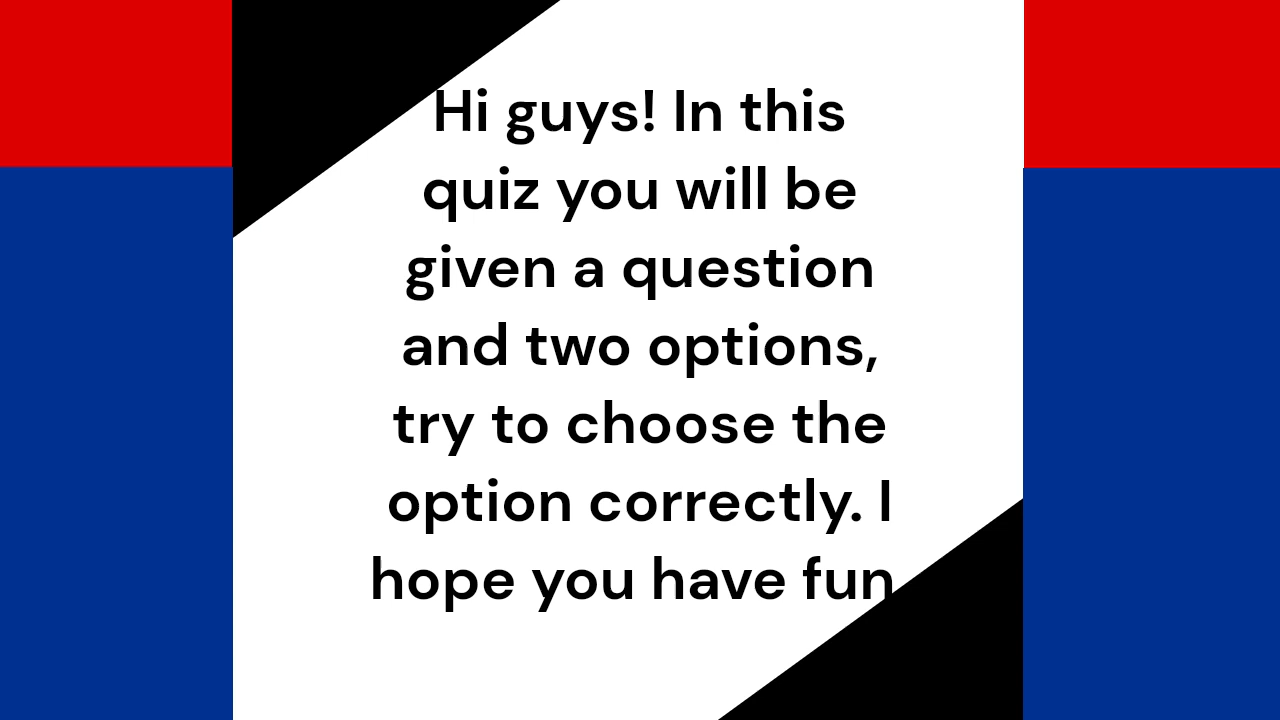 Hi guys! In this
quiz you will be
given a question
and two options,
try to choose the
option correctly. I
hope you have fun